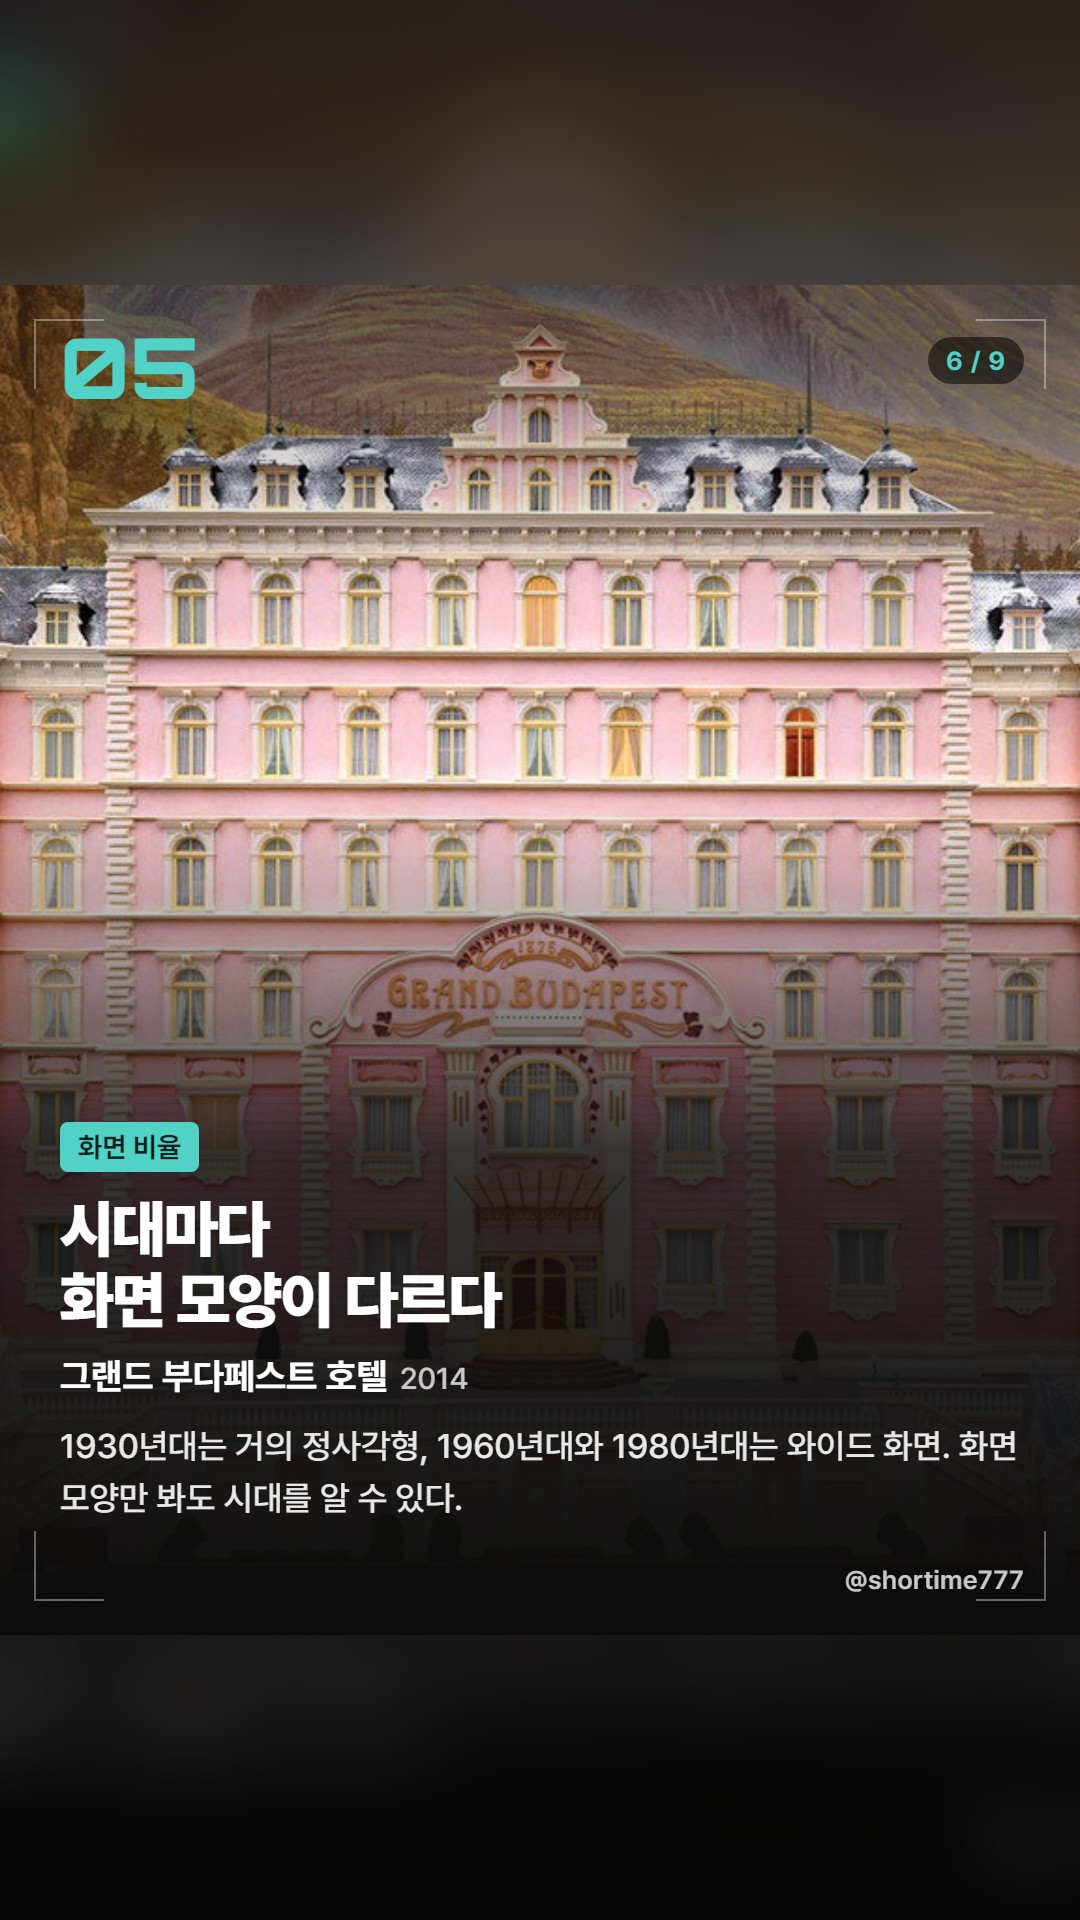 05
6 / 9
1876
GRAND BUDAPEST
화면 비율
시대마다
화면 모양이 다르다
그랜드 부다페스트 호텔 2014
1930년대는 거의 정사각형, 1960년대와 1980년대는 와이드 화면. 화면
모양만 봐도 시대를 알 수 있다.
@shortime777